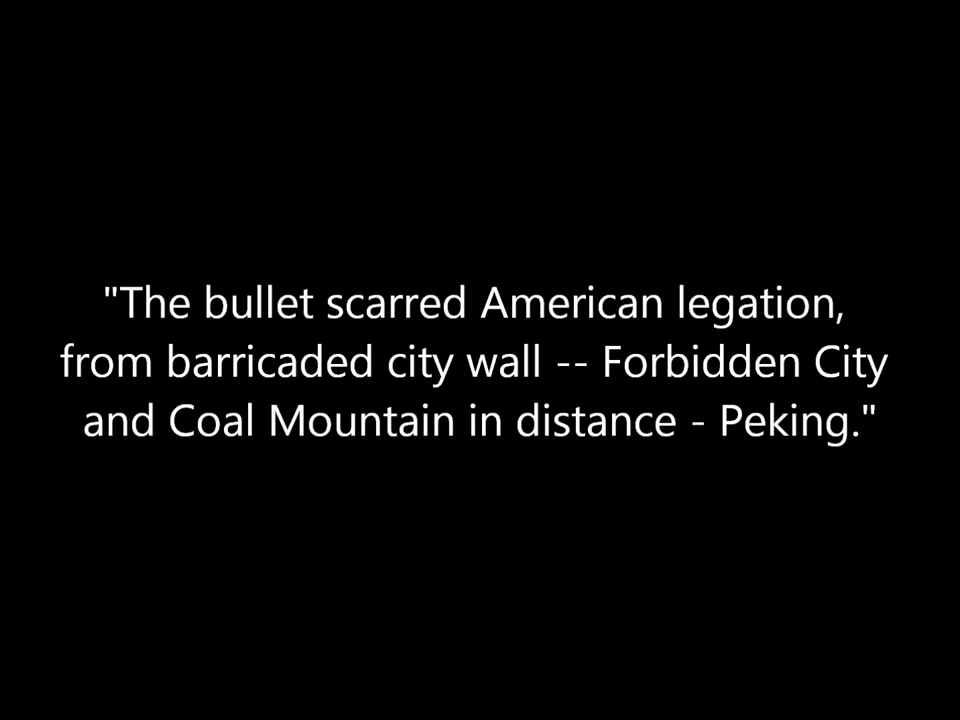 "The bullet scarred American legation,
from barricaded city wall -- Forbidden City
and Coal Mountain in distance - Peking."